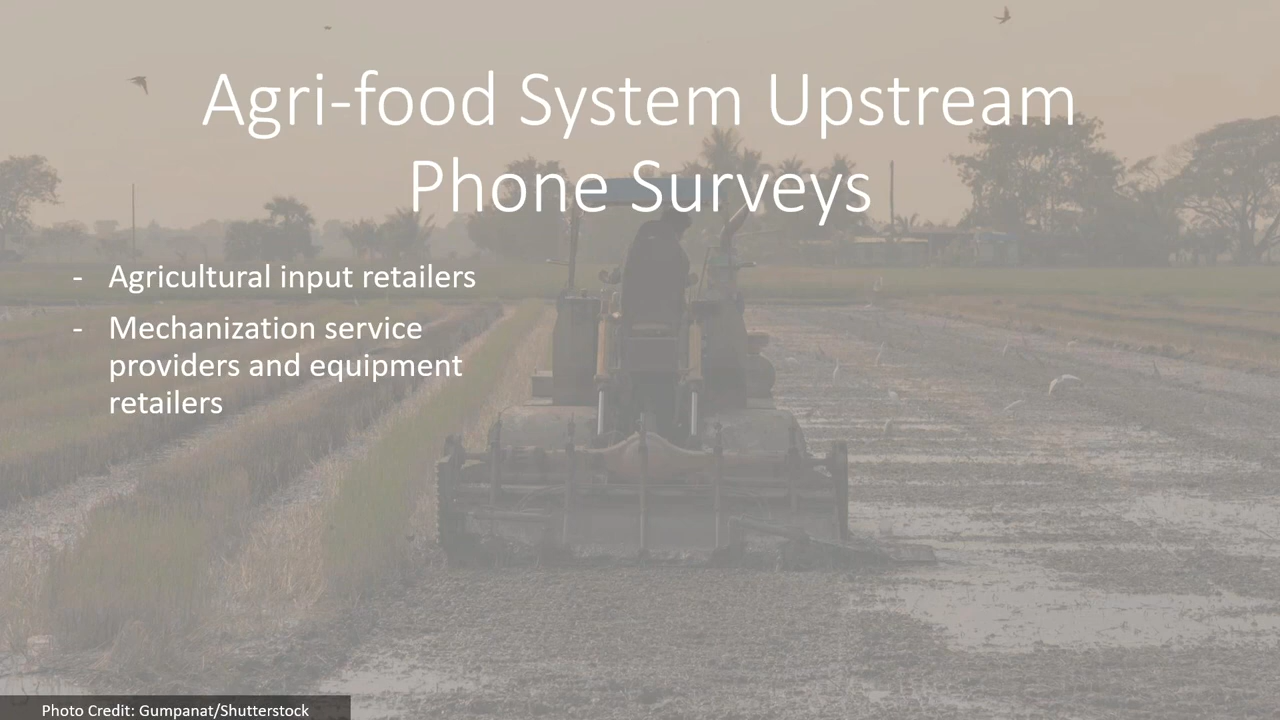 Agri-food System Upstream
Phone Surveys
- Agricultural input retailers
- Mechanization service
providers and equipment
retailers
Photo Credit: Gumpanat/Shutterstock